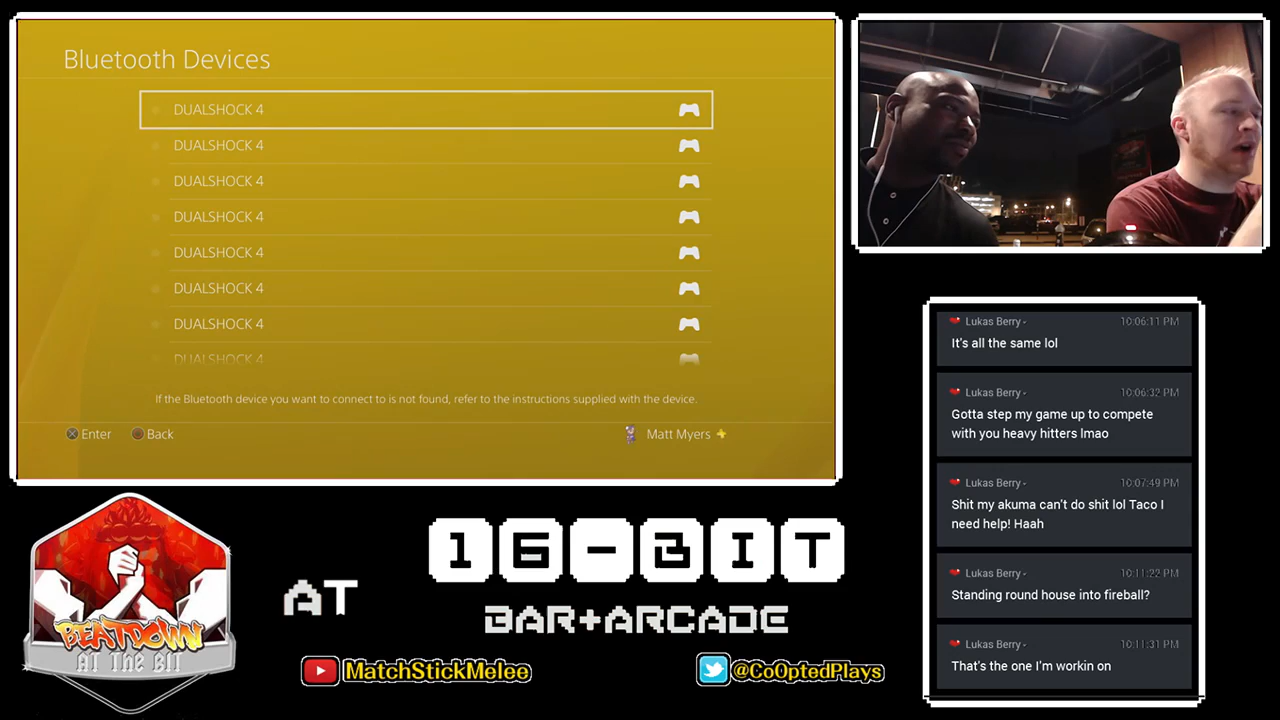 Bluetooth Devices
DUALSHOCK 4
DUALSHOCK 4
DUALSHOCK 4
DUALSHOCK 4
DUALSHOCK 4
DUALSHOCK 4
DUALSHOCK 4
DUALSHOCK 4
If the Bluetooth device you want to connect to is not found, refer to the instructions supplied with the device.
Enter
Back
Matt Myers
Lukas Berry
10:06:11 PM
It's all the same lol
Lukas Berry
10:06:32 PM
Gotta step my game up to compete
with you heavy hitters lmao
Lukas Berry
10:07:49 PM
Shit my akuma can't do shit lol Taco I
need help! Haah
Lukas Berry
10:11:22 PM
Standing round house into fireball?
Lukas Berry
10:11:31 PM
That's the one I'm workin on
BEATDOWN
AT THE BIT
AT
16-BIT
BAR+ARCADE
MatchStickMelee
@CoOptedPlays